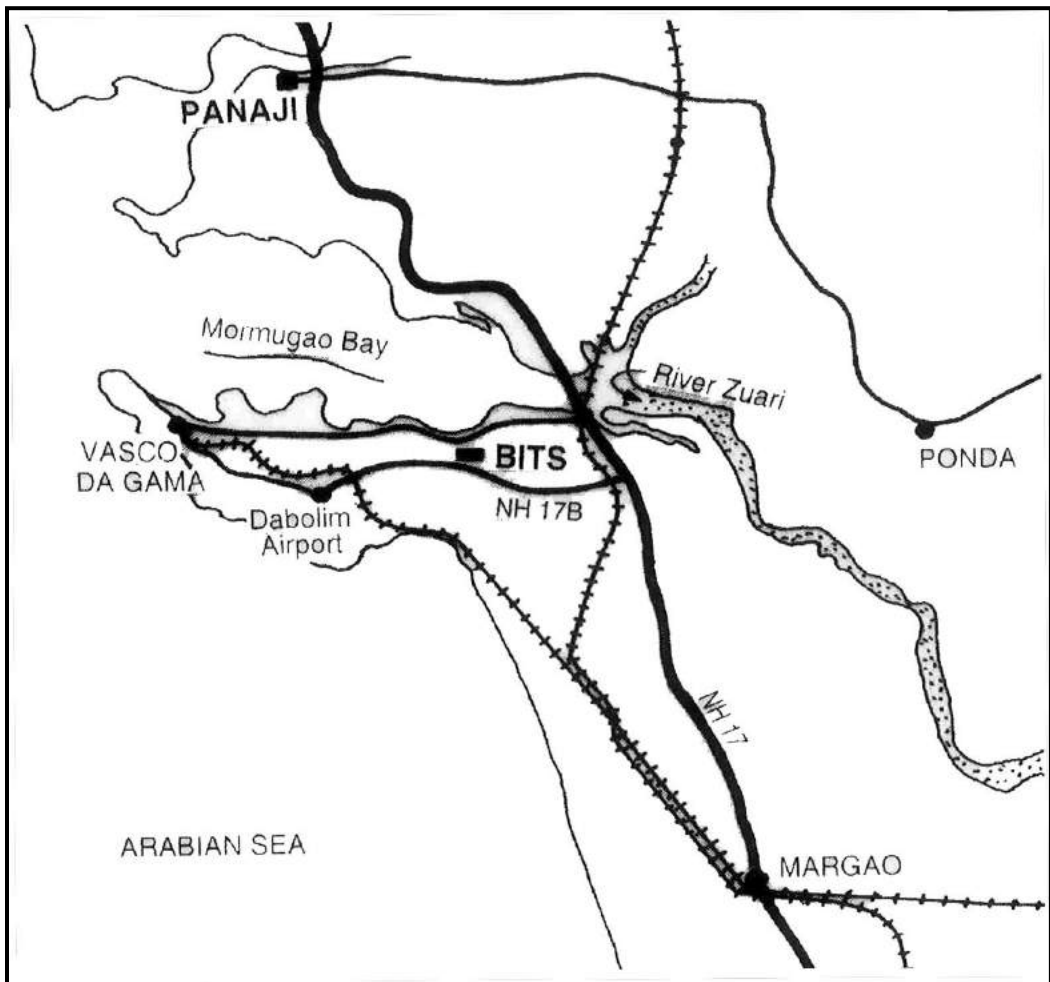 PANAJI
Mormugao Bay
River Zuari
VASCO
DA GAMA
BITS
PONDA
NH 17B
Dabolim
Airport
NH 17
ARABIAN SEA
MARGAO